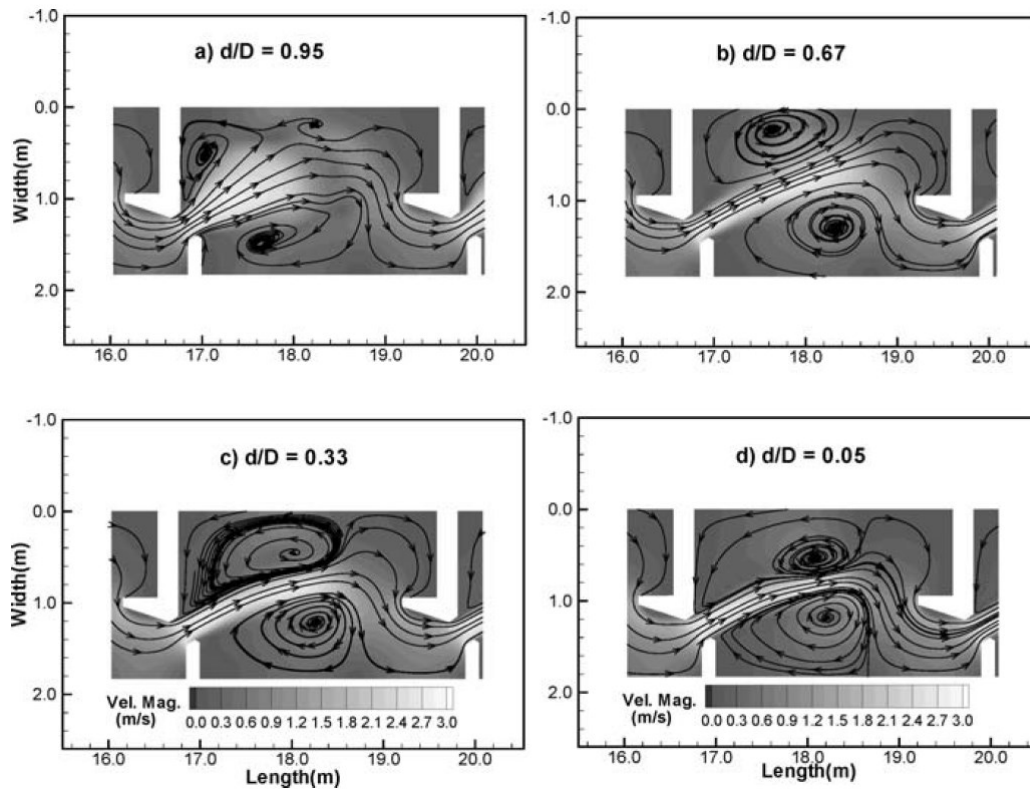 -1.0
a) d/D = 0.95
0.0
Width(m)
1.0
2.0
16.0 17.0 18.0 19.0 20.0
-1.0
b) d/D = 0.67
0.0
1.0
2.0
16.0 17.0 18.0 19.0 20.0
-1.0
c) d/D = 0.33
0.0
Width(m)
1.0
2.0
Vel. Mag.
(m/s)
0.0 0.3 0.6 0.9 1.2 1.5 1.8 2.1 2.4 2.7 3.0
16.0 17.0 18.0 19.0 20.0
Length(m)
-1.0
d) d/D = 0.05
0.0
1.0
2.0
Vel. Mag.
(m/s)
0.0 0.3 0.6 0.9 1.2 1.5 1.8 2.1 2.4 2.7 3.0
16.0 17.0 18.0 19.0 20.0
Length(m)